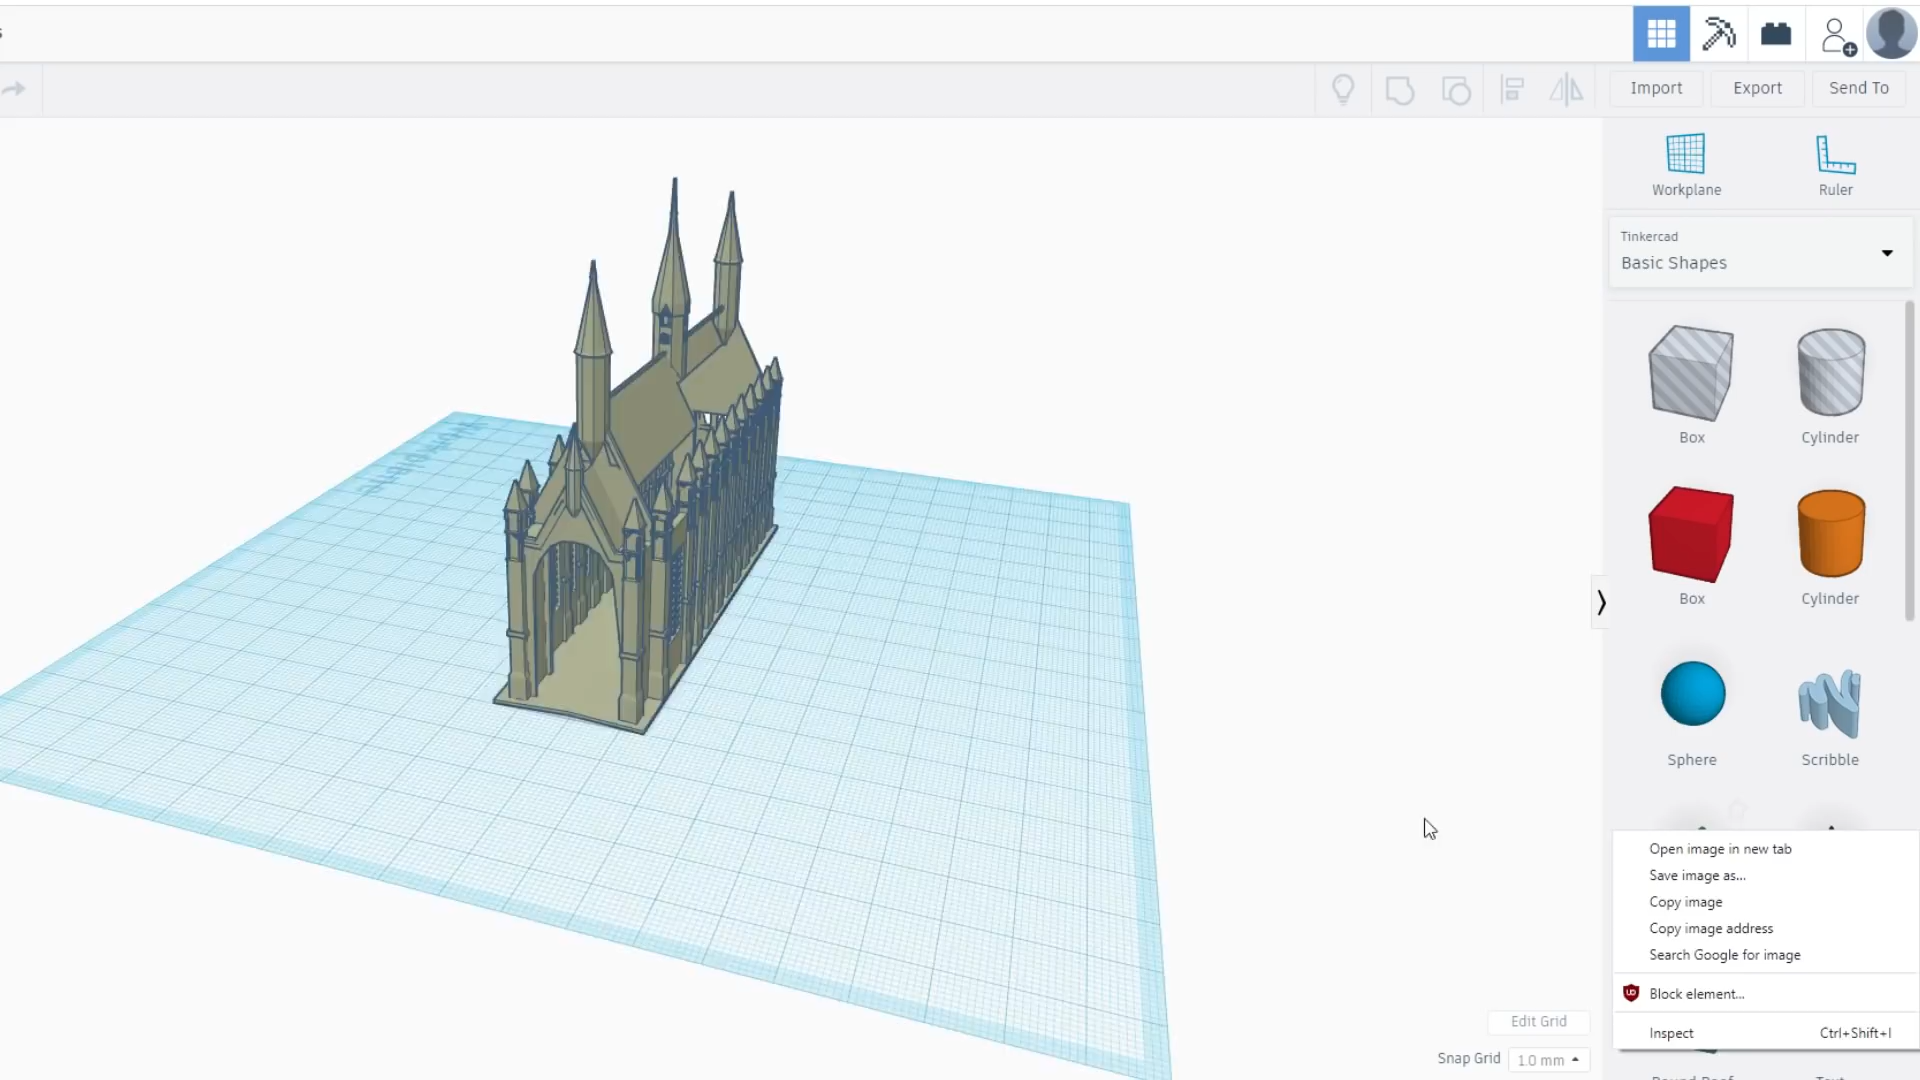 Import Export Send To
Workplane Ruler
Tinkercad
Basic Shapes
Box Cylinder
Box Cylinder
Sphere Scribble
Open image in new tab
Save image as...
Copy image
Copy image address
Search Google for image
Block element...
Inspect Ctrl+Shift+I
Edit Grid
Snap Grid 1.0 mm